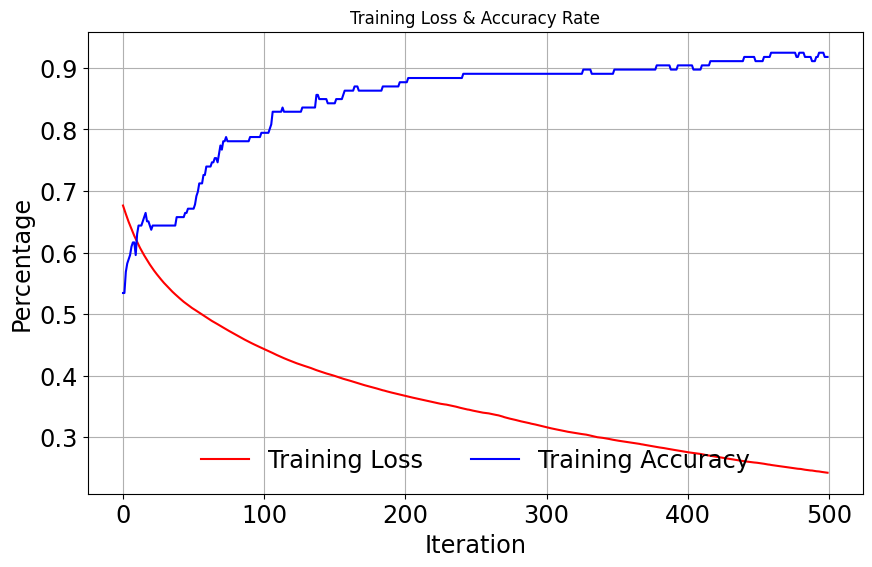 Training Loss & Accuracy Rate
0.9
0.8
0.7
0.6
0.5
0.4
0.3
Percentage
Training Loss
Training Accuracy
0 100 200 300 400 500
Iteration